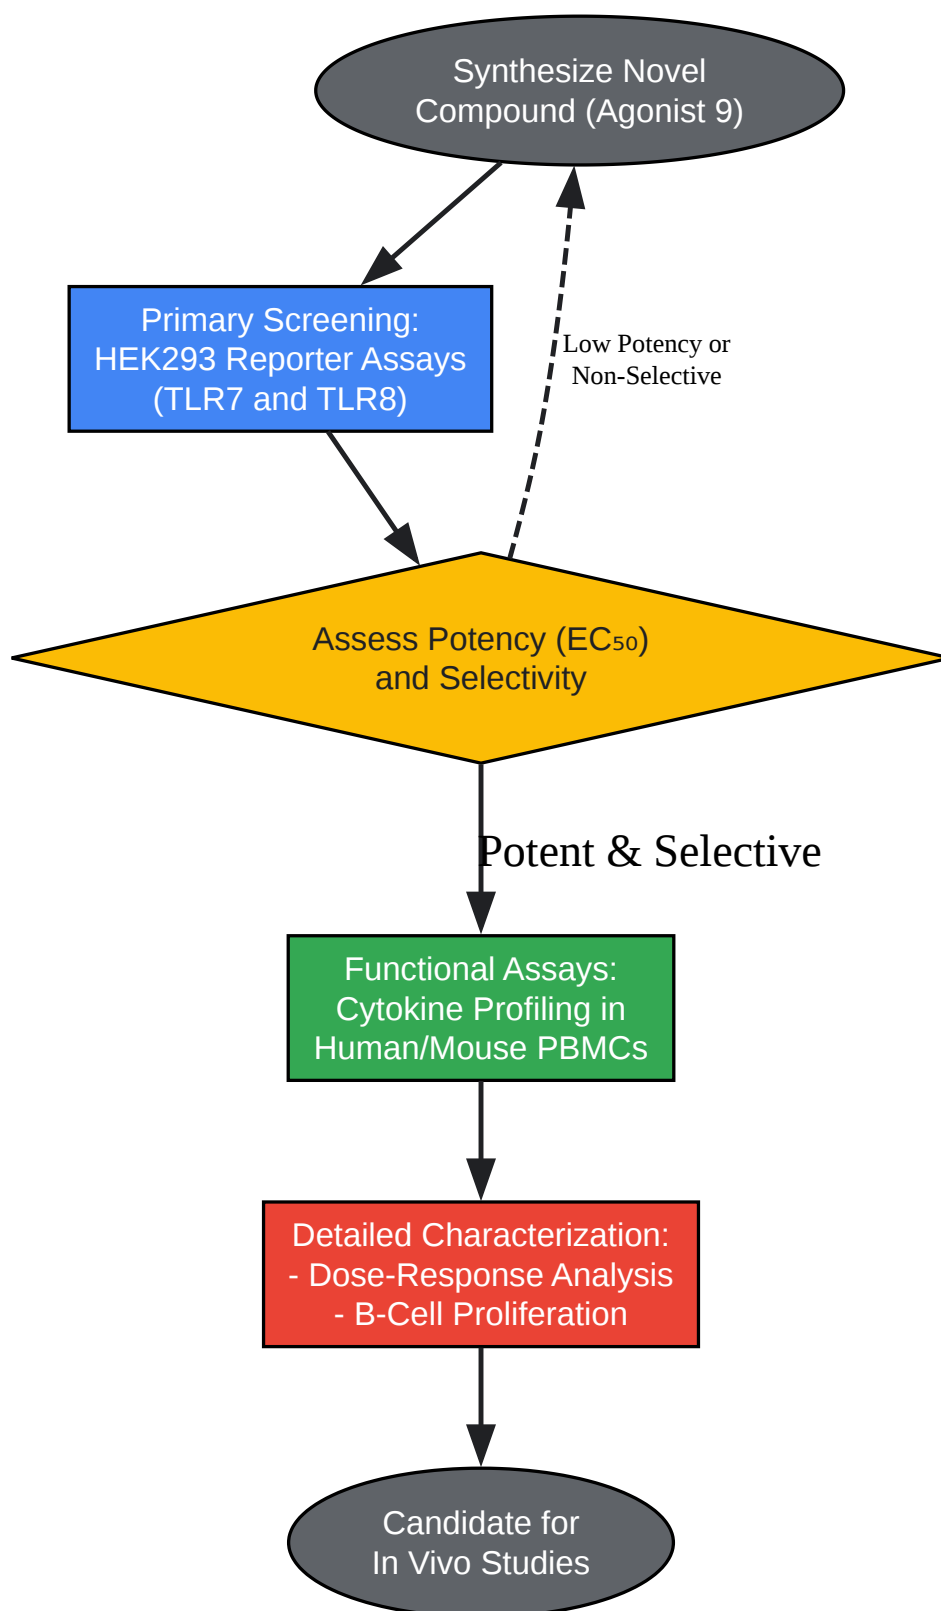 Synthesize Novel
Compound (Agonist 9)
Primary Screening:
HEK293 Reporter Assays
(TLR7 and TLR8)
Low Potency or
Non-Selective
Assess Potency (EC₅₀)
and Selectivity
Potent & Selective
Functional Assays:
Cytokine Profiling in
Human/Mouse PBMCs
Detailed Characterization:
- Dose-Response Analysis
- B-Cell Proliferation
Candidate for
In Vivo Studies